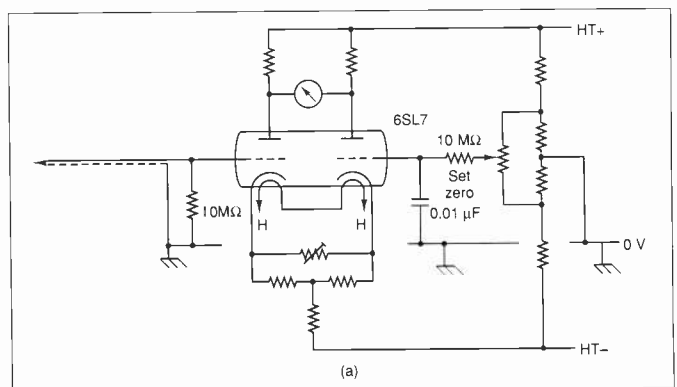 HT+
6SL7
10 MΩ
Set
zero
10MΩ
0.01 µF
H
H
0 V
HT−
(a)